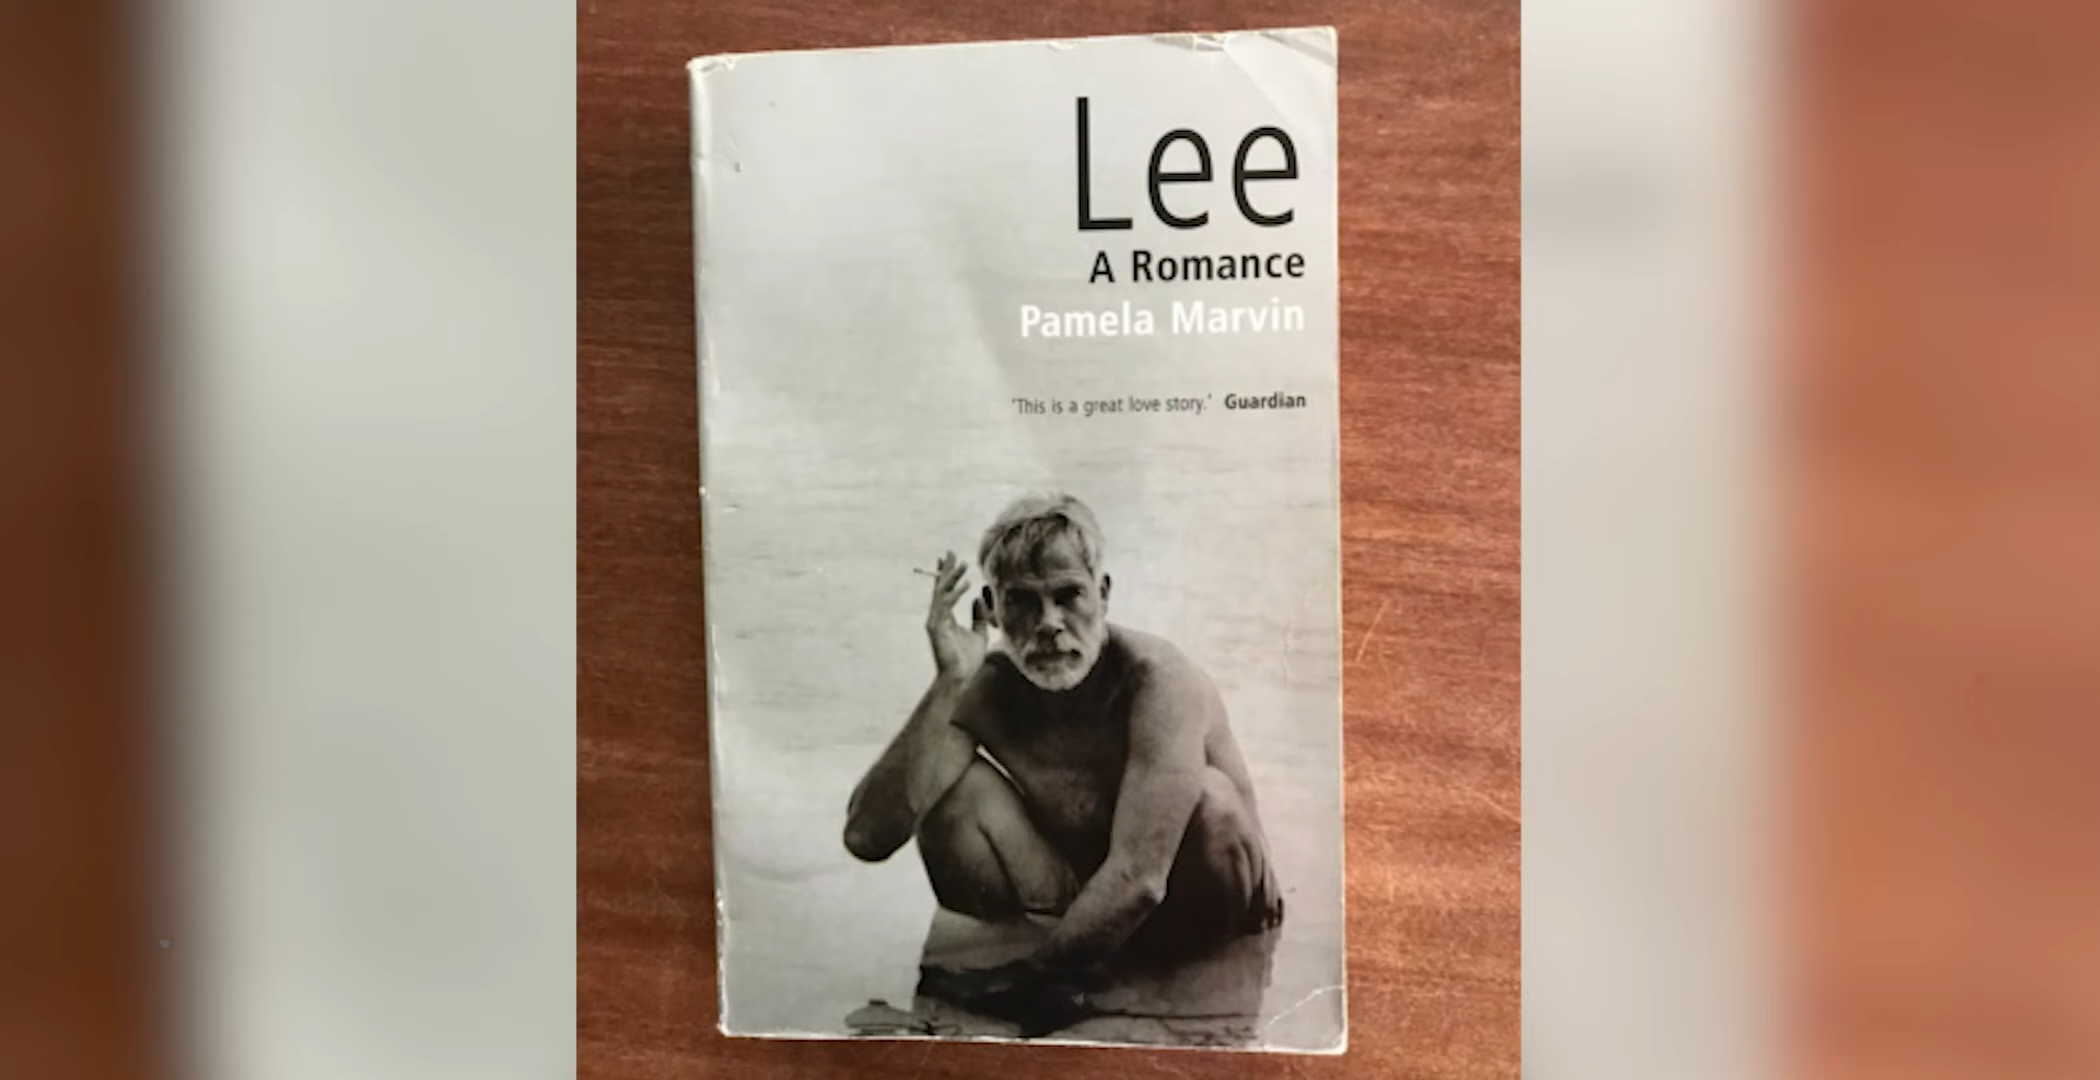 Lee
A Romance
Pamela Marvin
'This is a great love story.' Guardian